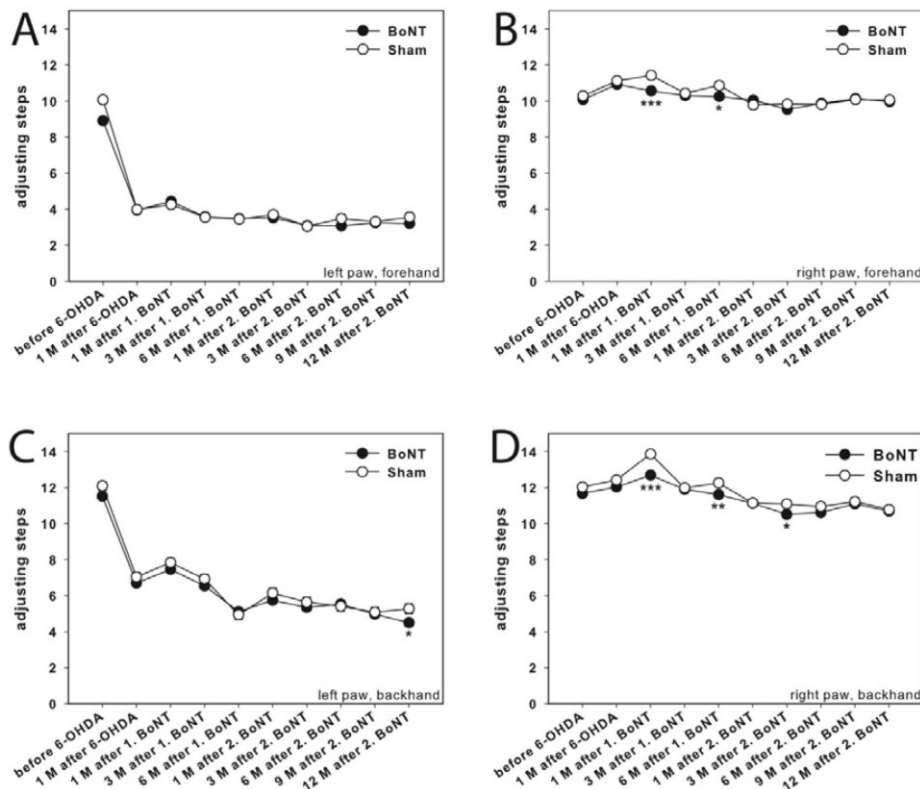 A
BoNT
Sham
adjusting steps
14
12
10
8
6
4
2
0
left paw, forehand
before 6-OHDA
1 M after 6-OHDA
1 M after 1. BoNT
3 M after 1. BoNT
6 M after 1. BoNT
1 M after 2. BoNT
3 M after 2. BoNT
6 M after 2. BoNT
9 M after 2. BoNT
12 M after 2. BoNT
B
BoNT
Sham
adjusting steps
14
12
10
8
6
4
2
0
***
*
right paw, forehand
before 6-OHDA
1 M after 6-OHDA
1 M after 1. BoNT
3 M after 1. BoNT
6 M after 1. BoNT
1 M after 2. BoNT
3 M after 2. BoNT
6 M after 2. BoNT
9 M after 2. BoNT
12 M after 2. BoNT
C
BoNT
Sham
adjusting steps
14
12
10
8
6
4
2
0
*
left paw, backhand
before 6-OHDA
1 M after 6-OHDA
1 M after 1. BoNT
3 M after 1. BoNT
6 M after 1. BoNT
1 M after 2. BoNT
3 M after 2. BoNT
6 M after 2. BoNT
9 M after 2. BoNT
12 M after 2. BoNT
D
BoNT
Sham
adjusting steps
14
12
10
8
6
4
2
0
***
**
*
right paw, backhand
before 6-OHDA
1 M after 6-OHDA
1 M after 1. BoNT
3 M after 1. BoNT
6 M after 1. BoNT
1 M after 2. BoNT
3 M after 2. BoNT
6 M after 2. BoNT
9 M after 2. BoNT
12 M after 2. BoNT